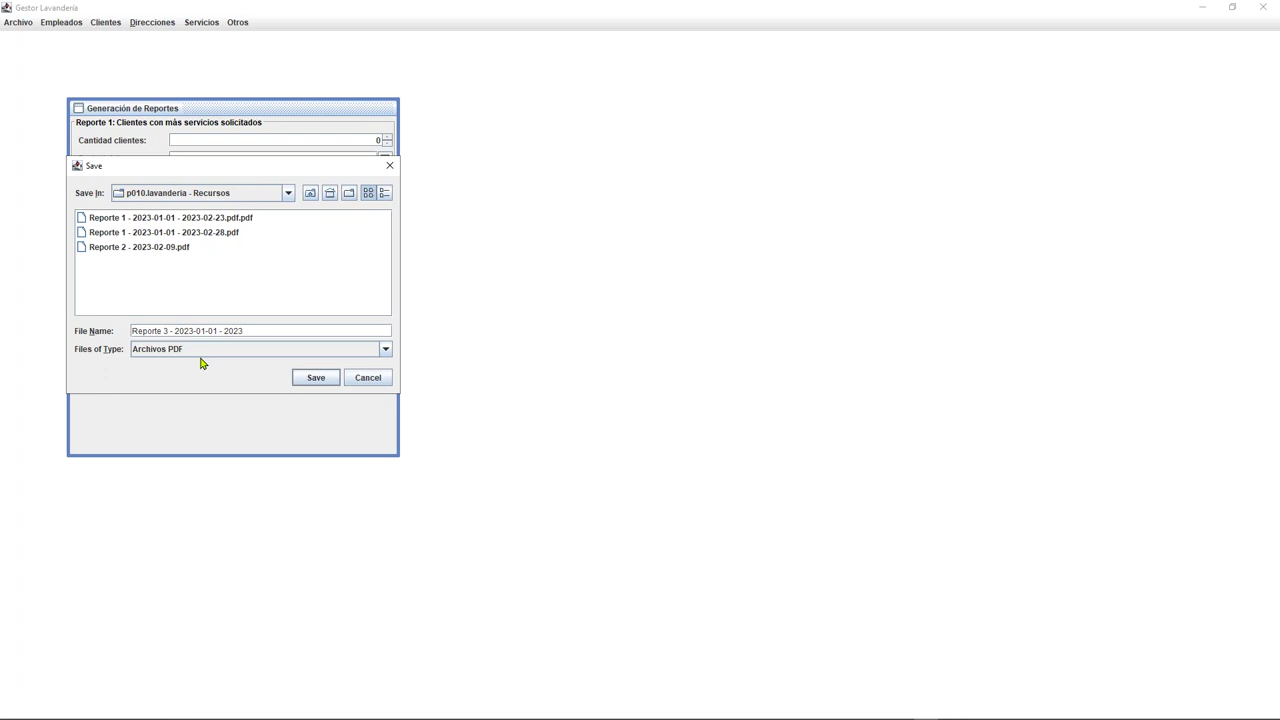 Gestor Lavandería
Archivo Empleados Clientes Direcciones Servicios Otros
Generación de Reportes
Reporte 1: Clientes con más servicios solicitados
Cantidad clientes: 0
Save
Save In: p010.lavanderia - Recursos
Reporte 1 - 2023-01-01 - 2023-02-23.pdf.pdf
Reporte 1 - 2023-01-01 - 2023-02-28.pdf
Reporte 2 - 2023-02-09.pdf
File Name: Reporte 3 - 2023-01-01 - 2023
Files of Type: Archivos PDF
Save Cancel